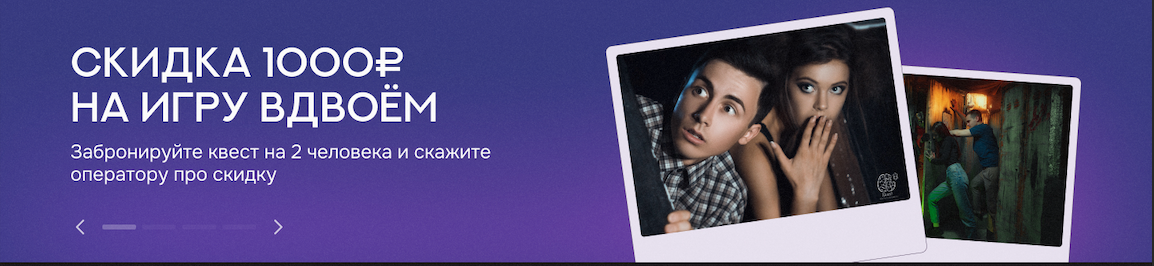 СКИДКА 1000₽
НА ИГРУ ВДВОЁМ
Забронируйте квест на 2 человека и скажите
оператору про скидку